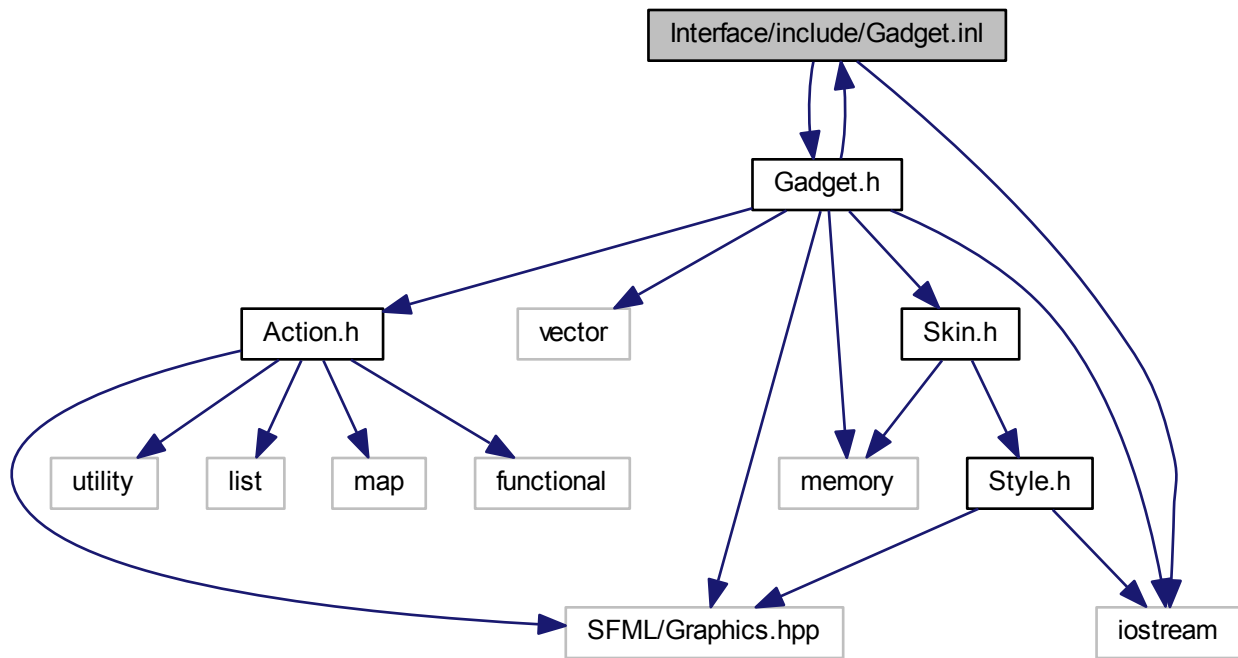 Interface/include/Gadget.inl
Gadget.h
Action.h
vector
Skin.h
utility
list
map
functional
memory
Style.h
SFML/Graphics.hpp
iostream